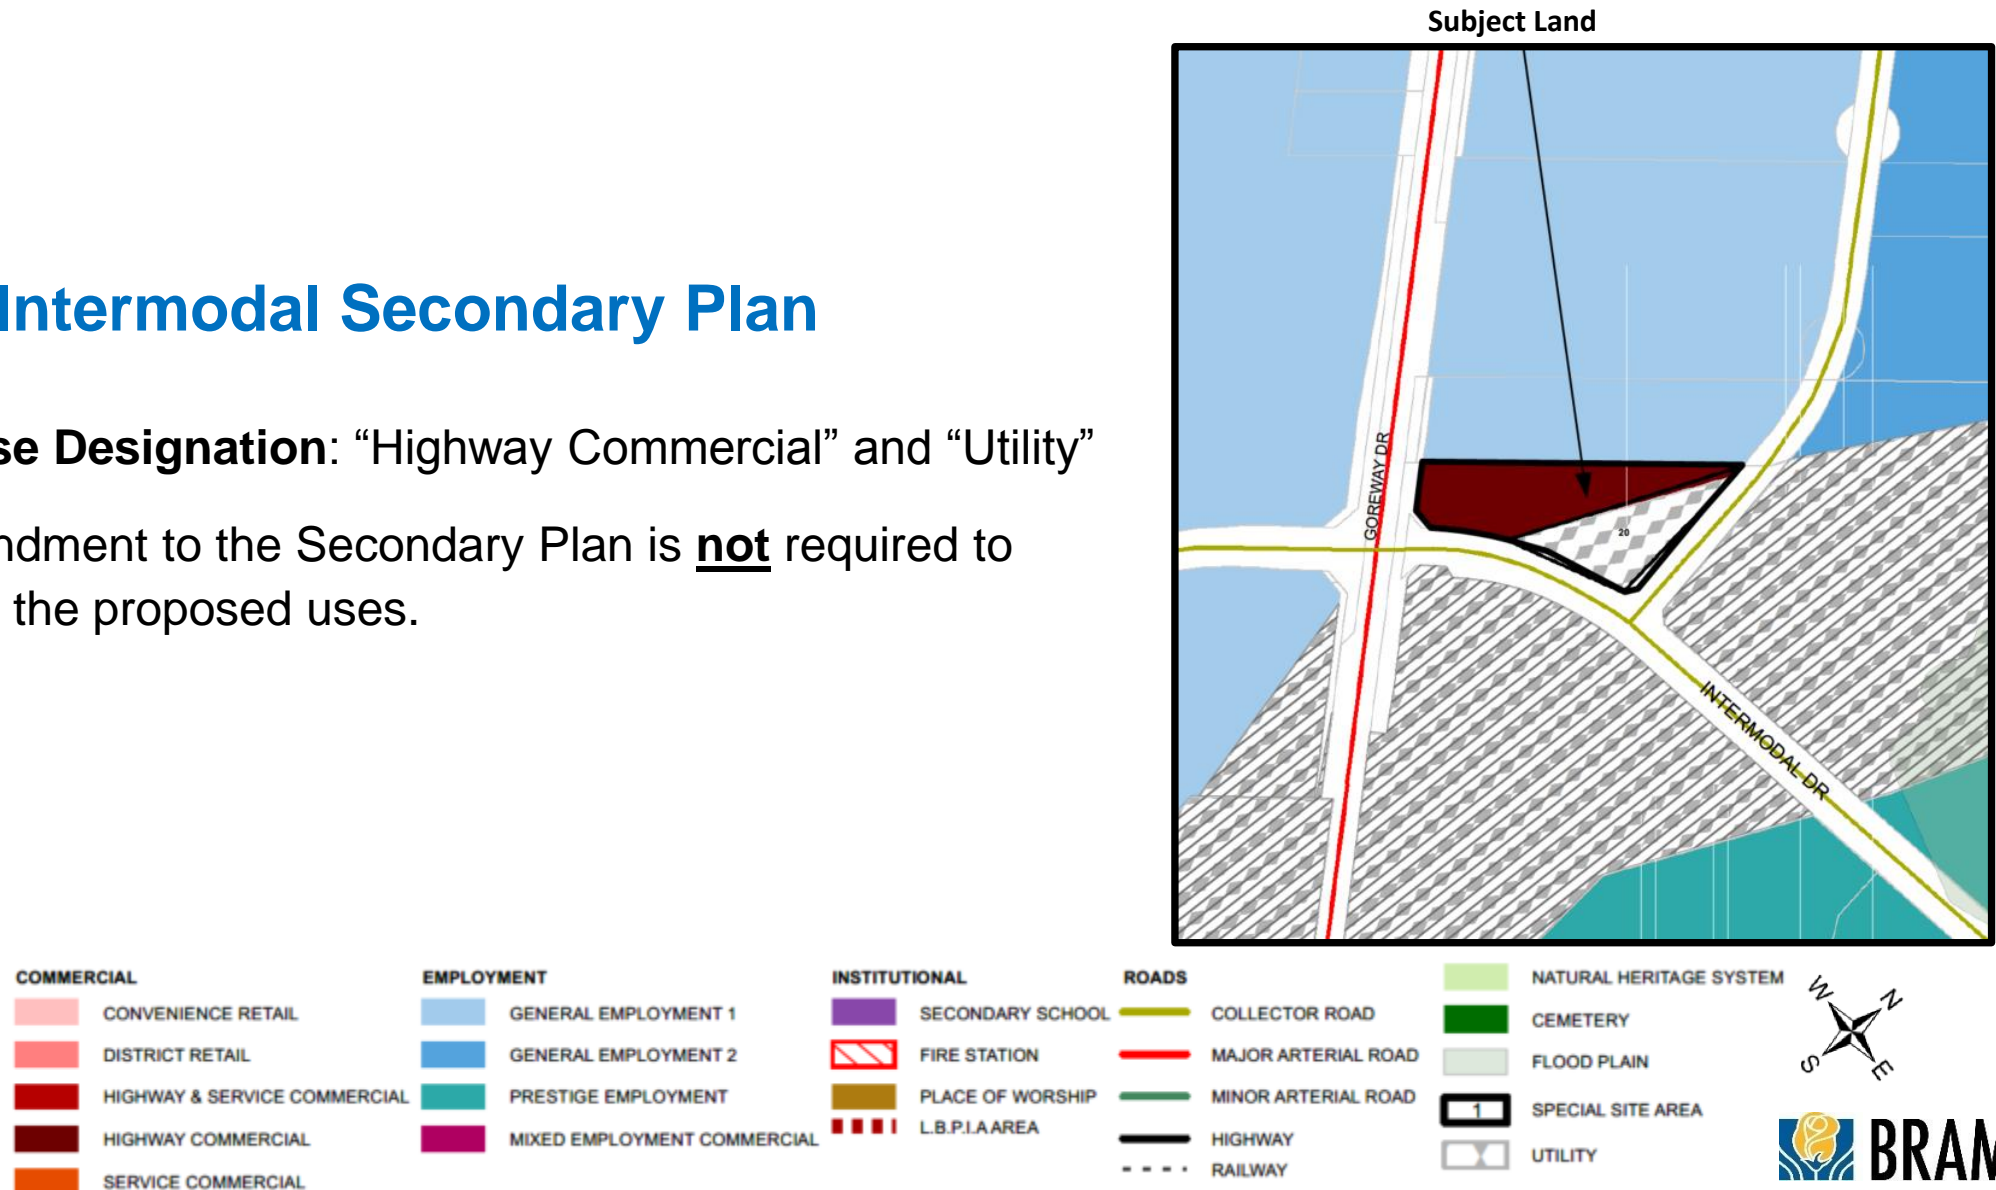 Subject Land
Intermodal Secondary Plan
se Designation: “Highway Commercial” and “Utility”
ndment to the Secondary Plan is not required to
the proposed uses.
GOREWAY DR
20
INTERMODAL DR
COMMERCIAL
CONVENIENCE RETAIL
DISTRICT RETAIL
HIGHWAY & SERVICE COMMERCIAL
HIGHWAY COMMERCIAL
SERVICE COMMERCIAL
EMPLOYMENT
GENERAL EMPLOYMENT 1
GENERAL EMPLOYMENT 2
PRESTIGE EMPLOYMENT
MIXED EMPLOYMENT COMMERCIAL
INSTITUTIONAL
SECONDARY SCHOOL
FIRE STATION
PLACE OF WORSHIP
L.B.P.I.A AREA
ROADS
COLLECTOR ROAD
MAJOR ARTERIAL ROAD
MINOR ARTERIAL ROAD
HIGHWAY
RAILWAY
NATURAL HERITAGE SYSTEM
CEMETERY
FLOOD PLAIN
1 SPECIAL SITE AREA
UTILITY
W N
S E
BRAM